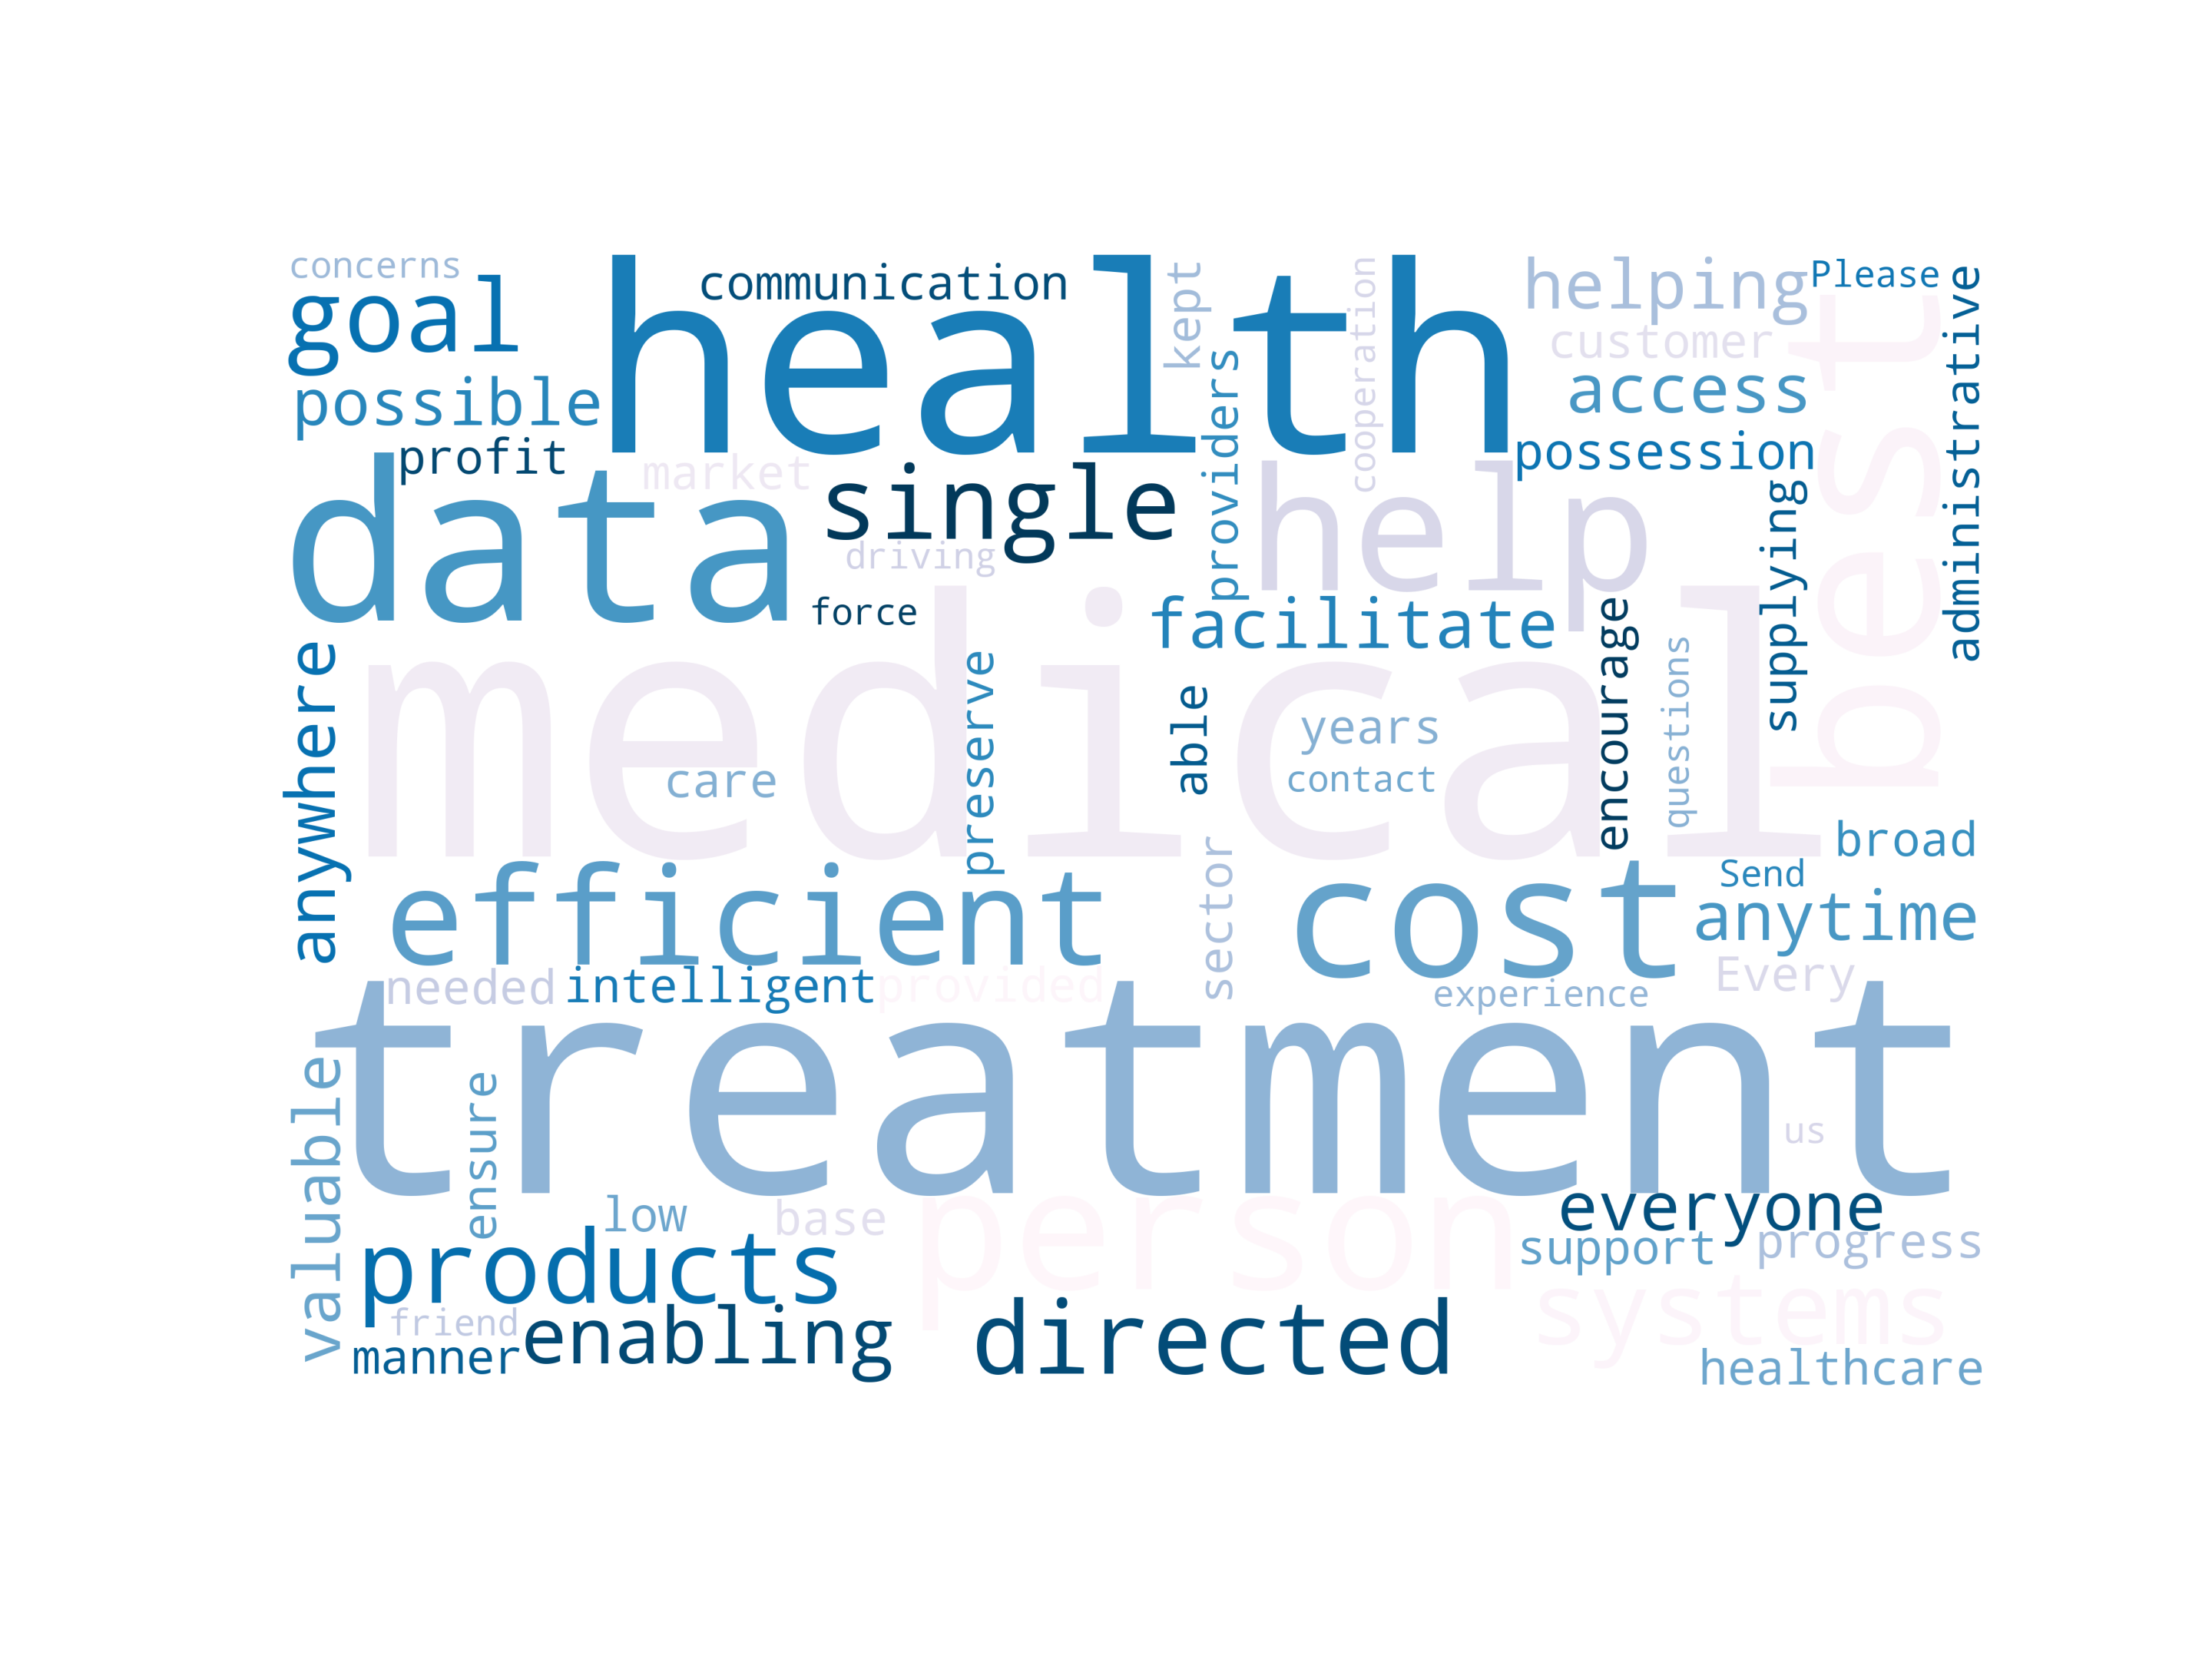 concerns
goal
health
communication
kept
cooperation
helping
Please
customer
best
administrative
possible
providers
access
profit
market
possession
data
single
help
supplying
driving
force
facilitate
encourage
questions
anywhere
medical
preserve
able
years
care
contact
broad
efficient
sector
cost
Send
anytime
needed
intelligent
provided
experience
Every
treatment
valuable
ensure
us
low
base
person
everyone
support
progress
products
systems
friend
enabling
directed
manner
healthcare